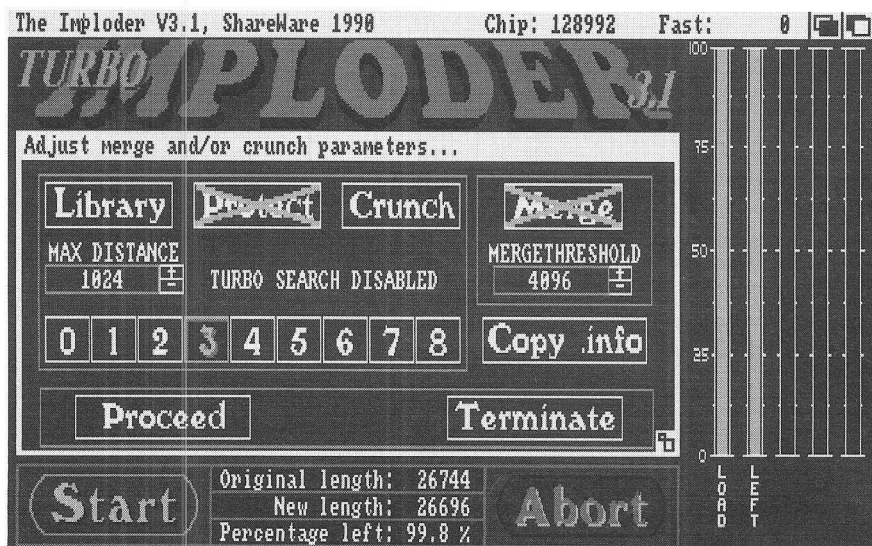 The Imploder V3.1, ShareWare 1990 Chip: 128992 Fast: 0
TURBO IMPLODER 3.1
Adjust merge and/or crunch parameters...
Library Protect Crunch Merge
MAX DISTANCE
1024
TURBO SEARCH DISABLED
MERGETHRESHOLD
4096
+
-
+
-
0 1 2 3 4 5 6 7 8
Copy .info
Proceed Terminate
Start
Original length: 26744
New length: 26696
Percentage left: 99.8 %
Abort
100
75
50
25
0
LOAD
LEFT